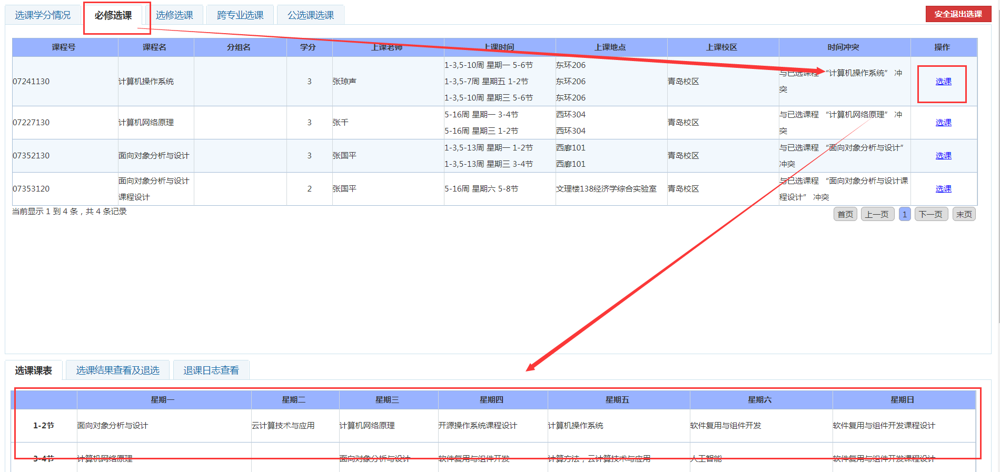 选课学分情况 必修选课 选修选课 跨专业选课 公选课选课 安全退出选课
课程号 课程名 分组名 学分 上课老师 上课时间 上课地点 上课校区 时间冲突 操作
07241130 计算机操作系统 3 张琼声 1-3,5-10周 星期一 5-6节 东环206 青岛校区 与已选课程 “计算机操作系统” 冲突 选课
1-3,5-7周 星期五 1-2节 东环206
1-3,5-10周 星期三 5-6节 东环206
07227130 计算机网络原理 3 张千 5-16周 星期一 3-4节 西环304 青岛校区 与已选课程 “计算机网络原理” 冲突 选课
5-16周 星期三 1-2节 西环304
07352130 面向对象分析与设计 3 张国平 1-3,5-13周 星期一 1-2节 西廊101 青岛校区 与已选课程 “面向对象分析与设计” 冲突 选课
1-3,5-13周 星期三 3-4节 西廊101
07353120 面向对象分析与设计课程设计 2 张国平 5-16周 星期六 5-8节 文理楼138经济学综合实验室 青岛校区 与已选课程 “面向对象分析与设计课程设计” 冲突 选课
当前显示 1 到 4 条，共 4 条记录 首页 上一页 1 下一页 末页
选课课表 选课结果查看及退选 退课日志查看
星期一 星期二 星期三 星期四 星期五 星期六 星期日
1-2节 面向对象分析与设计 云计算技术与应用 计算机网络原理 开源操作系统课程设计 计算机操作系统 软件复用与组件开发 软件复用与组件开发课程设计
3-4节 计算机网络原理 面向对象分析与设计 软件复用与组件开发 计算方法，云计算技术与应用 人工智能 软件复用与组件开发课程设计